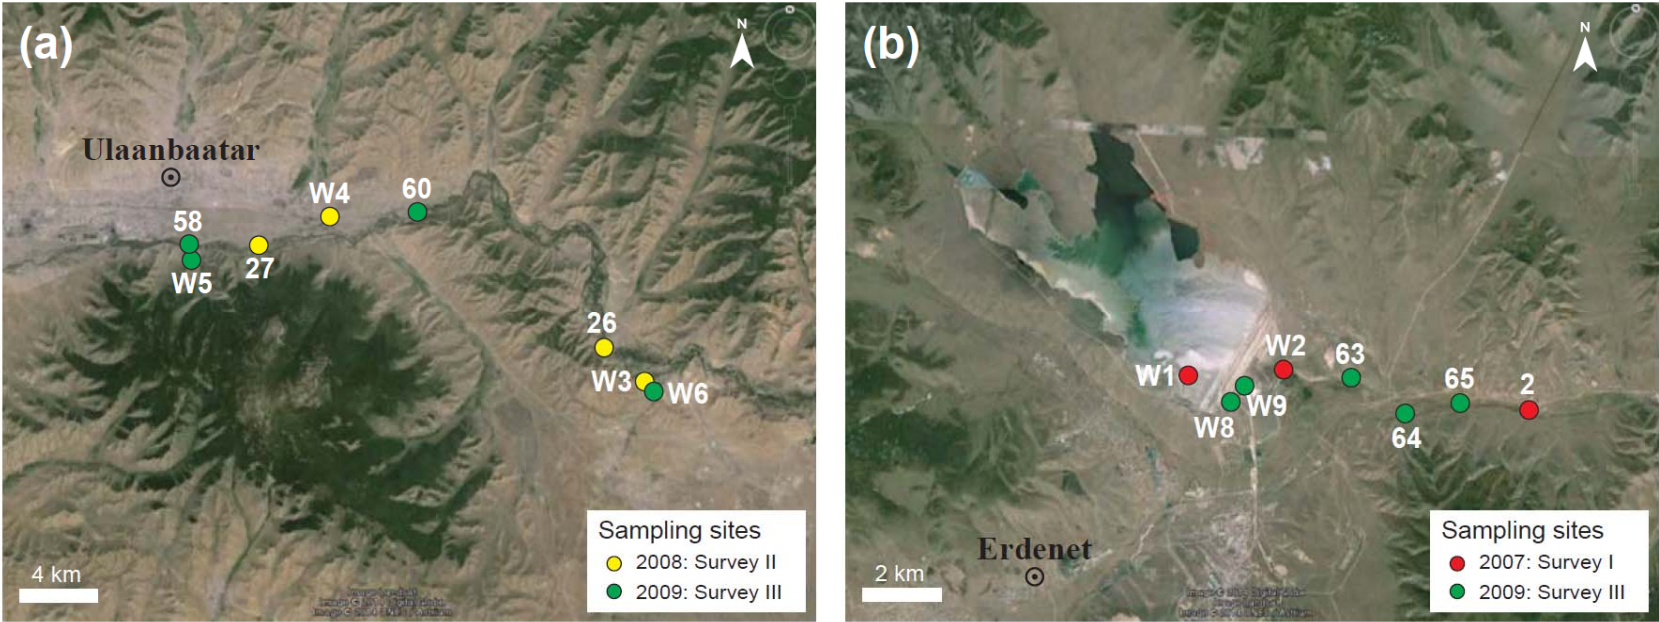 (a)
N
Ulaanbaatar
W4
60
58
27
W5
26
W3
W6
Sampling sites
2008: Survey II
2009: Survey III
4 km
(b)
N
W1
W2
63
W9
W8
65
2
64
Erdenet
Sampling sites
2007: Survey I
2009: Survey III
2 km